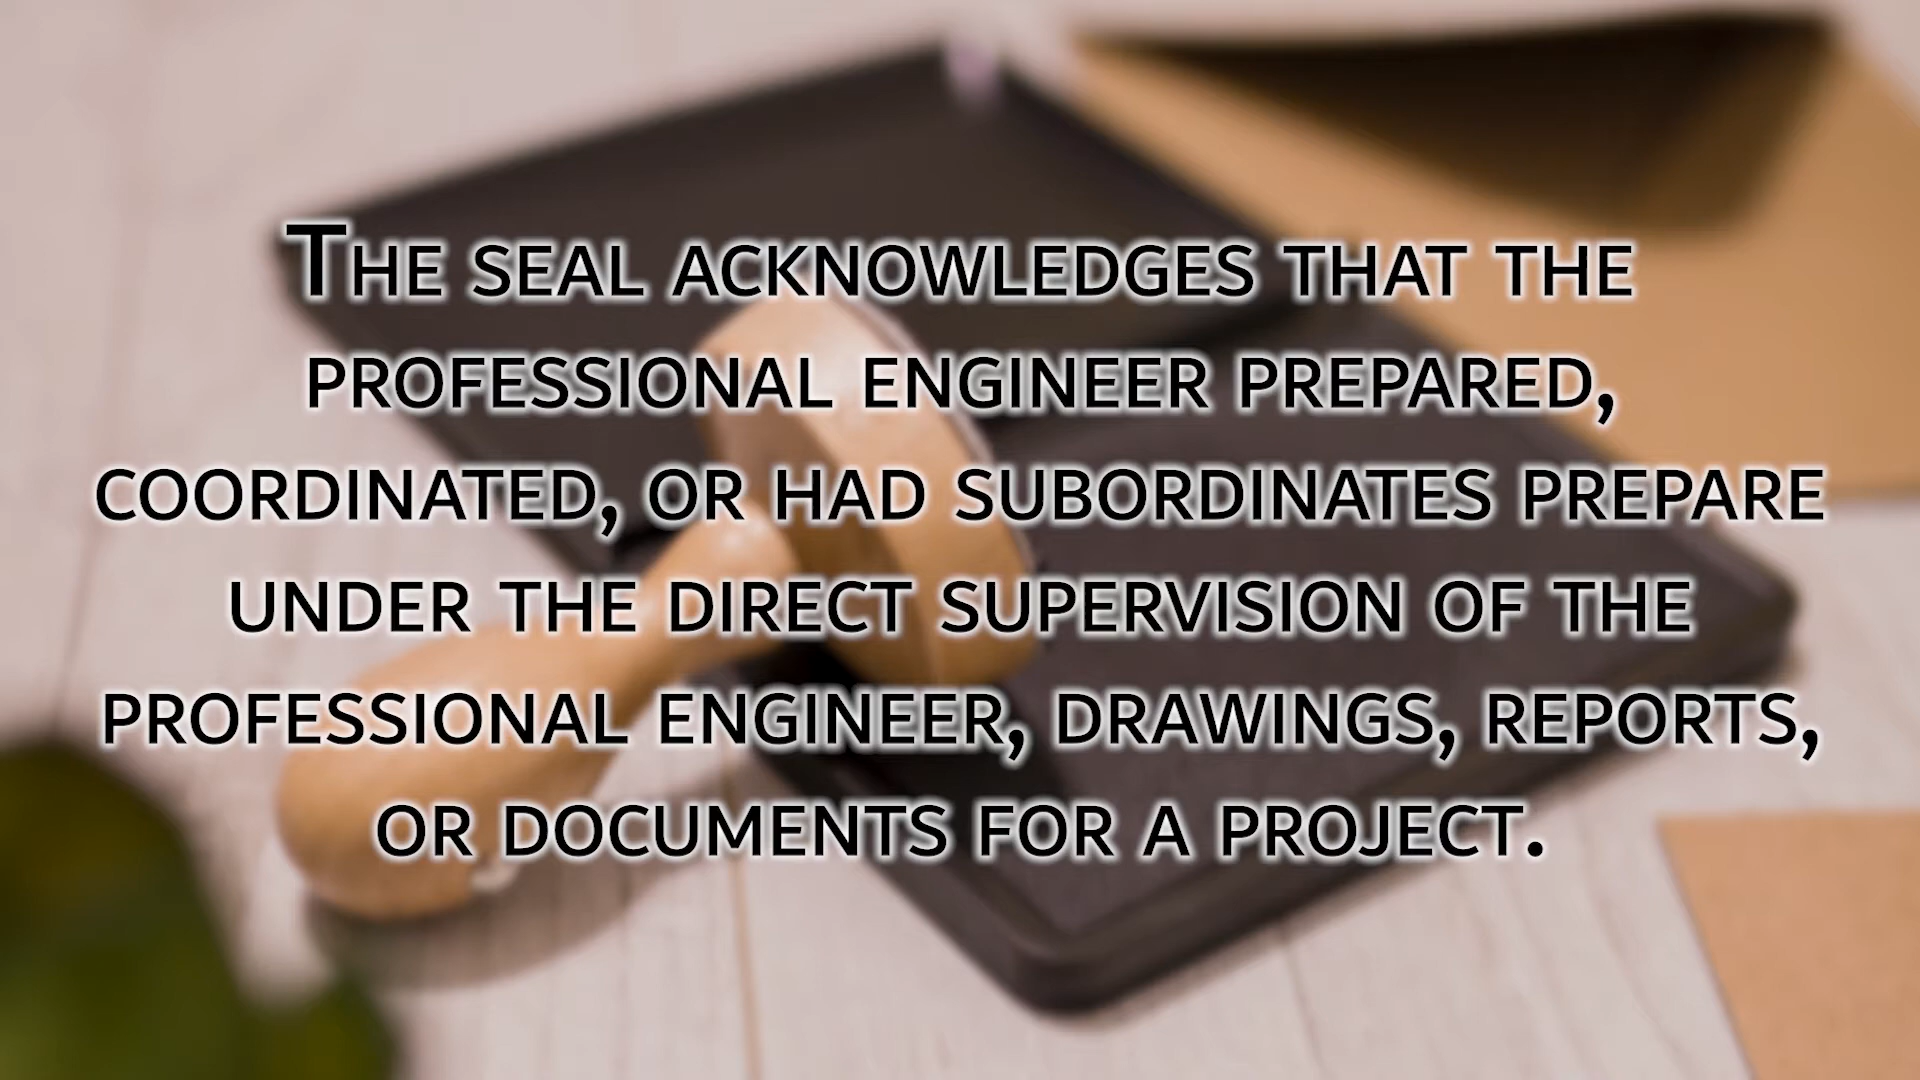 The seal acknowledges that the
professional engineer prepared,
coordinated, or had subordinates prepare
under the direct supervision of the
professional engineer, drawings, reports,
or documents for a project.